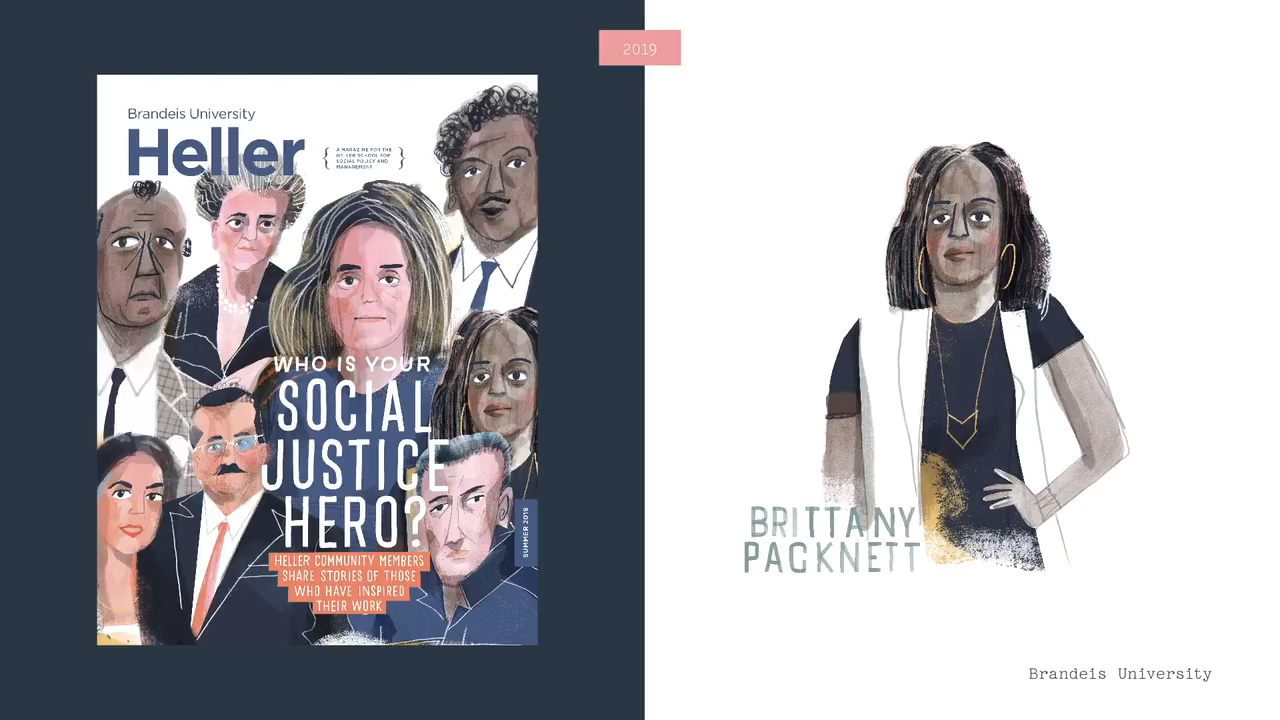 2019
Brandeis University
Heller
{ A MAGAZINE FOR THE
HELLER SCHOOL FOR
SOCIAL POLICY AND
MANAGEMENT }
WHO IS YOUR
SOCIAL
JUSTICE
HERO?
HELLER COMMUNITY MEMBERS
SHARE STORIES OF THOSE
WHO HAVE INSPIRED
THEIR WORK
SUMMER 2019
BRITTANY
PACKNETT
Brandeis University